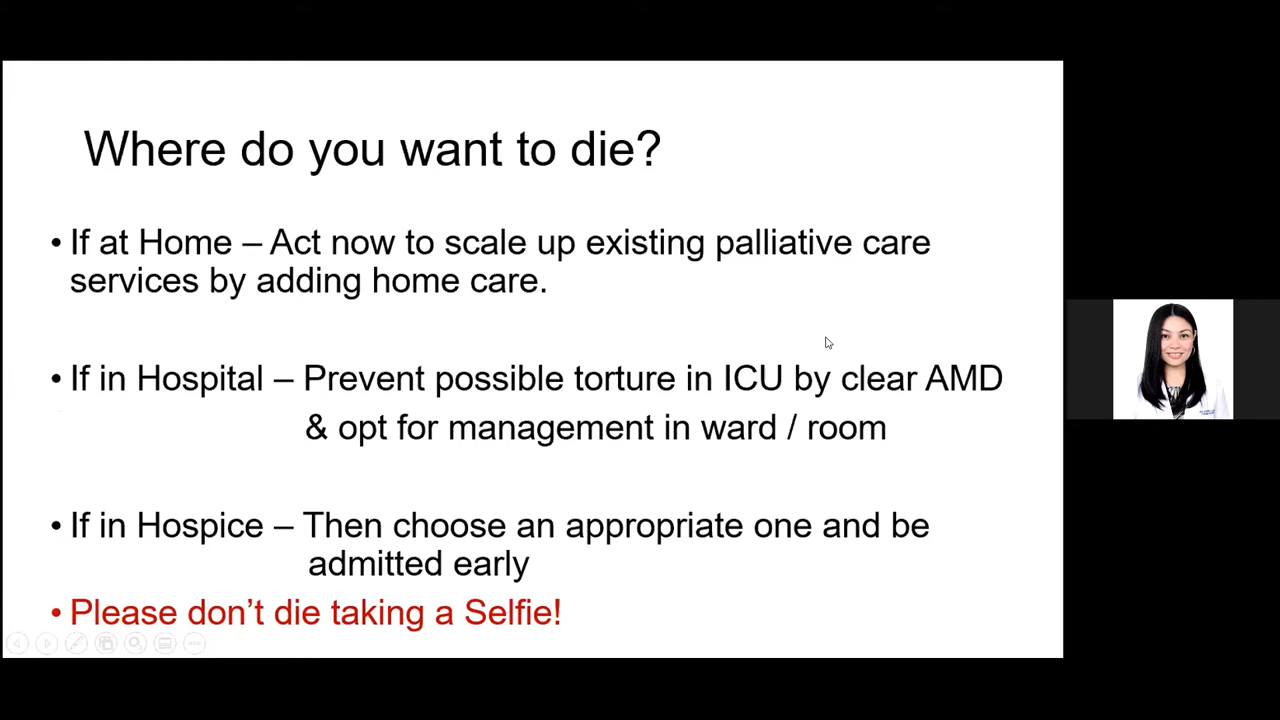 Where do you want to die?
• If at Home – Act now to scale up existing palliative care
services by adding home care.
• If in Hospital – Prevent possible torture in ICU by clear AMD
& opt for management in ward / room
• If in Hospice – Then choose an appropriate one and be
admitted early
• Please don’t die taking a Selfie!